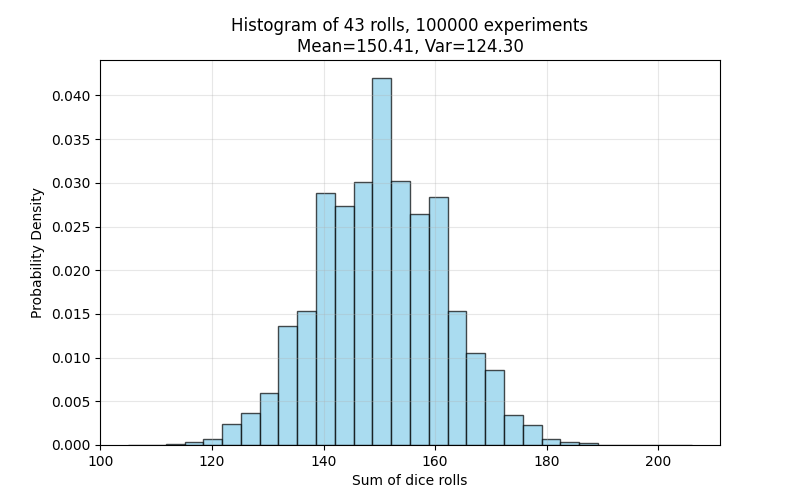 Histogram of 43 rolls, 100000 experiments
Mean=150.41, Var=124.30
Probability Density
0.040
0.035
0.030
0.025
0.020
0.015
0.010
0.005
0.000
100 120 140 160 180 200
Sum of dice rolls